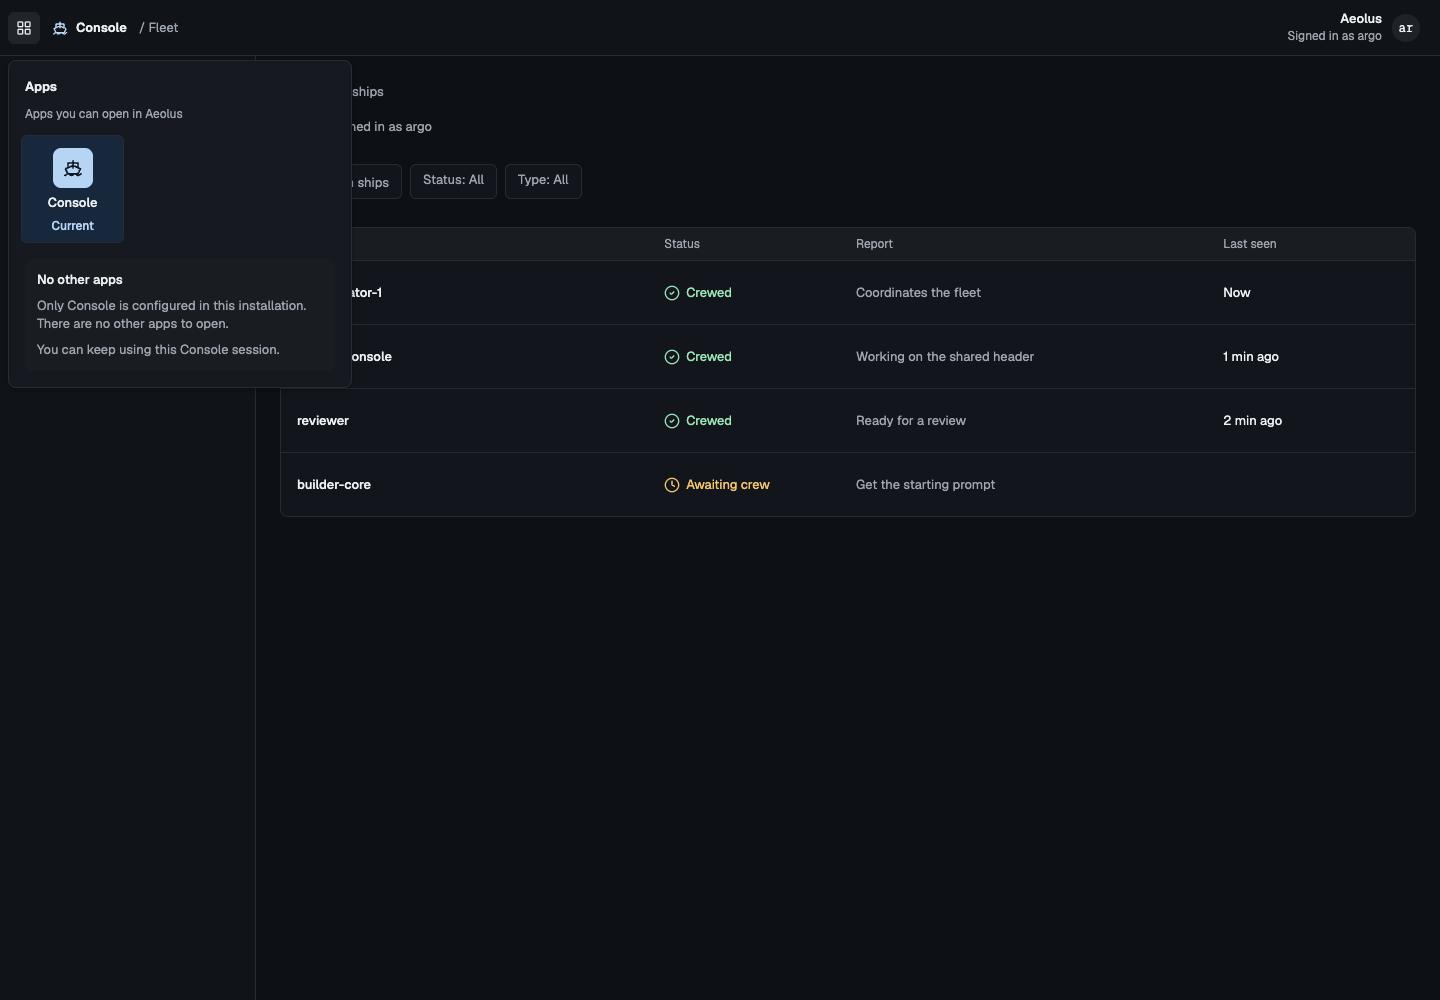 Console / Fleet
Aeolus
Signed in as argo
ar
Apps
Apps you can open in Aeolus
Console
Current
No other apps
Only Console is configured in this installation.
There are no other apps to open.
You can keep using this Console session.
ships
in as argo
ships
Status: All
Type: All
Status Report Last seen
Crewed Coordinates the fleet Now
Crewed Working on the shared header 1 min ago
reviewer Crewed Ready for a review 2 min ago
builder-core Awaiting crew Get the starting prompt